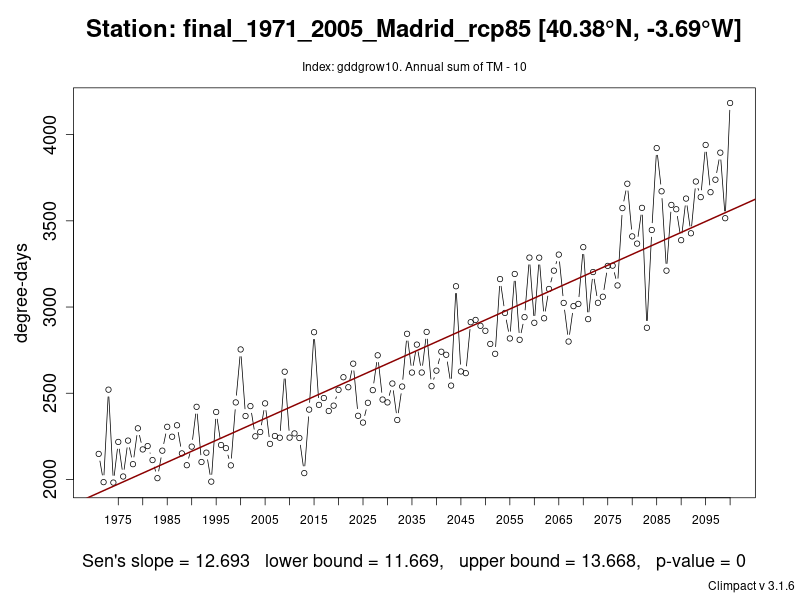 Station: final_1971_2005_Madrid_rcp85 [40.38°N, -3.69°W]
Index: gddgrow10. Annual sum of TM - 10
degree-days
4000
3500
3000
2500
2000
1975 1985 1995 2005 2015 2025 2035 2045 2055 2065 2075 2085 2095
Sen's slope = 12.693 lower bound = 11.669, upper bound = 13.668, p-value = 0
Climpact v 3.1.6